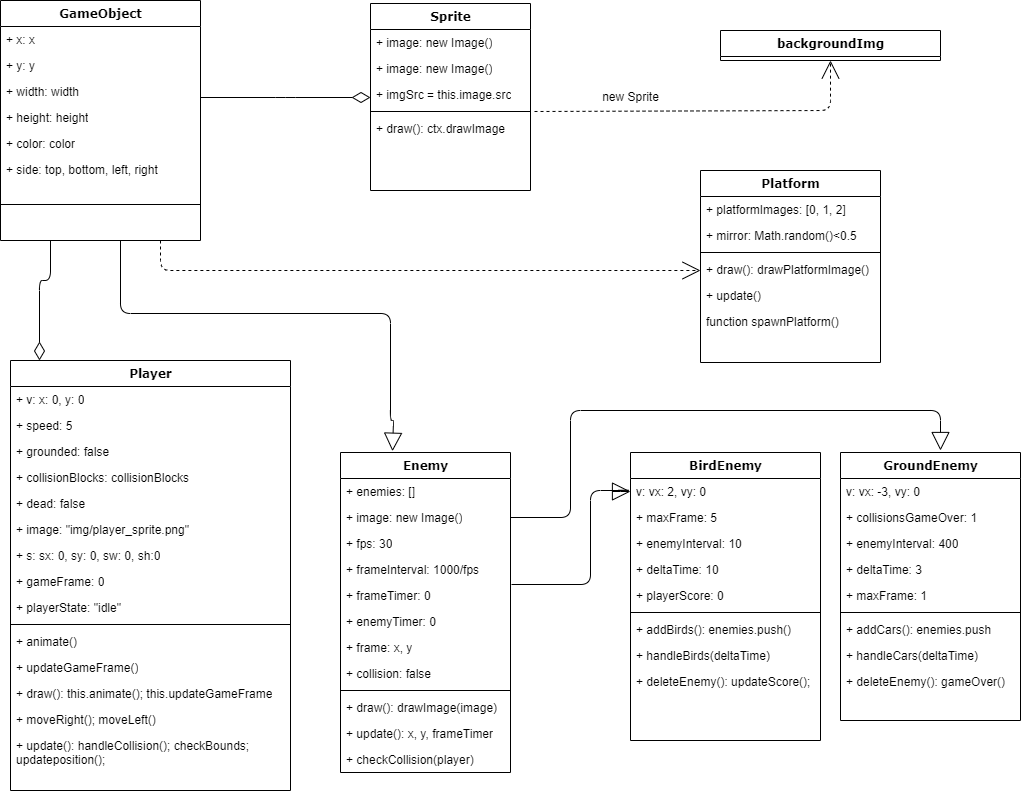 GameObject
+ x: x
+ y: y
+ width: width
+ height: height
+ color: color
+ side: top, bottom, left, right
Sprite
+ image: new Image()
+ image: new Image()
+ imgSrc = this.image.src
+ draw(): ctx.drawImage
new Sprite
backgroundImg
Platform
+ platformImages: [0, 1, 2]
+ mirror: Math.random()<0.5
+ draw(): drawPlatformImage()
+ update()
function spawnPlatform()
Player
+ v: x: 0, y: 0
+ speed: 5
+ grounded: false
+ collisionBlocks: collisionBlocks
+ dead: false
+ image: "img/player_sprite.png"
+ s: sx: 0, sy: 0, sw: 0, sh:0
+ gameFrame: 0
+ playerState: "idle"
+ animate()
+ updateGameFrame()
+ draw(): this.animate(); this.updateGameFrame
+ moveRight(); moveLeft()
+ update(): handleCollision(); checkBounds;
updateposition();
Enemy
+ enemies: []
+ image: new Image()
+ fps: 30
+ frameInterval: 1000/fps
+ frameTimer: 0
+ enemyTimer: 0
+ frame: x, y
+ collision: false
+ draw(): drawImage(image)
+ update(): x, y, frameTimer
+ checkCollision(player)
BirdEnemy
v: vx: 2, vy: 0
+ maxFrame: 5
+ enemyInterval: 10
+ deltaTime: 10
+ playerScore: 0
+ addBirds(): enemies.push()
+ handleBirds(deltaTime)
+ deleteEnemy(): updateScore();
GroundEnemy
v: vx: -3, vy: 0
+ collisionsGameOver: 1
+ enemyInterval: 400
+ deltaTime: 3
+ maxFrame: 1
+ addCars(): enemies.push
+ handleCars(deltaTime)
+ deleteEnemy(): gameOver()